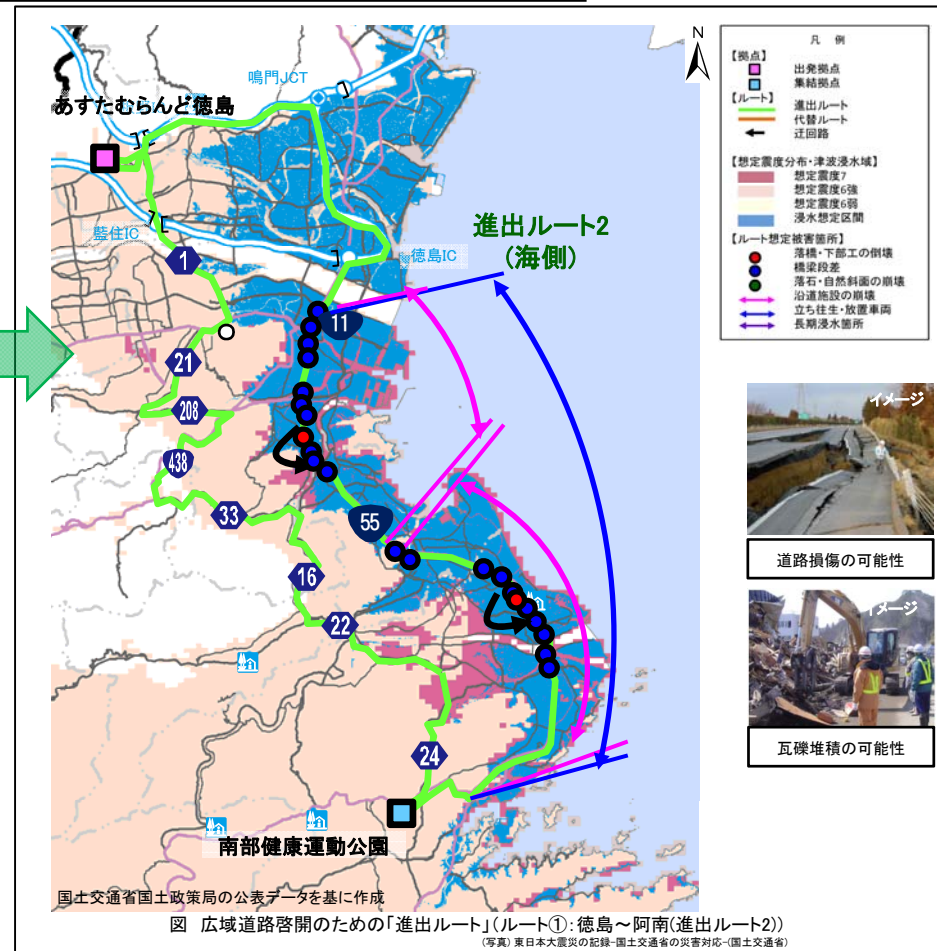 N
鳴門JCT
あすたむらんど徳島
藍住IC
徳島IC
進出ルート2
(海側)
1
11
21
208
438
33
55
16
22
24
南部健康運動公園
国土交通省国土政策局の公表データを基に作成
凡 例
【拠点】
出発拠点
集結拠点
【ルート】
進出ルート
代替ルート
迂回路
【想定震度分布・津波浸水域】
想定震度7
想定震度6強
想定震度6弱
浸水想定区間
【ルート想定被害箇所】
落橋・下部工の倒壊
橋梁段差
落石・自然斜面の崩壊
沿道施設の崩壊
立ち往生・放置車両
長期浸水箇所
イメージ
道路損傷の可能性
イメージ
瓦礫堆積の可能性
図 広域道路啓開のための「進出ルート」(ルート①:徳島～阿南(進出ルート2))
(写真) 東日本大震災の記録-国土交通省の災害対応-(国土交通省)